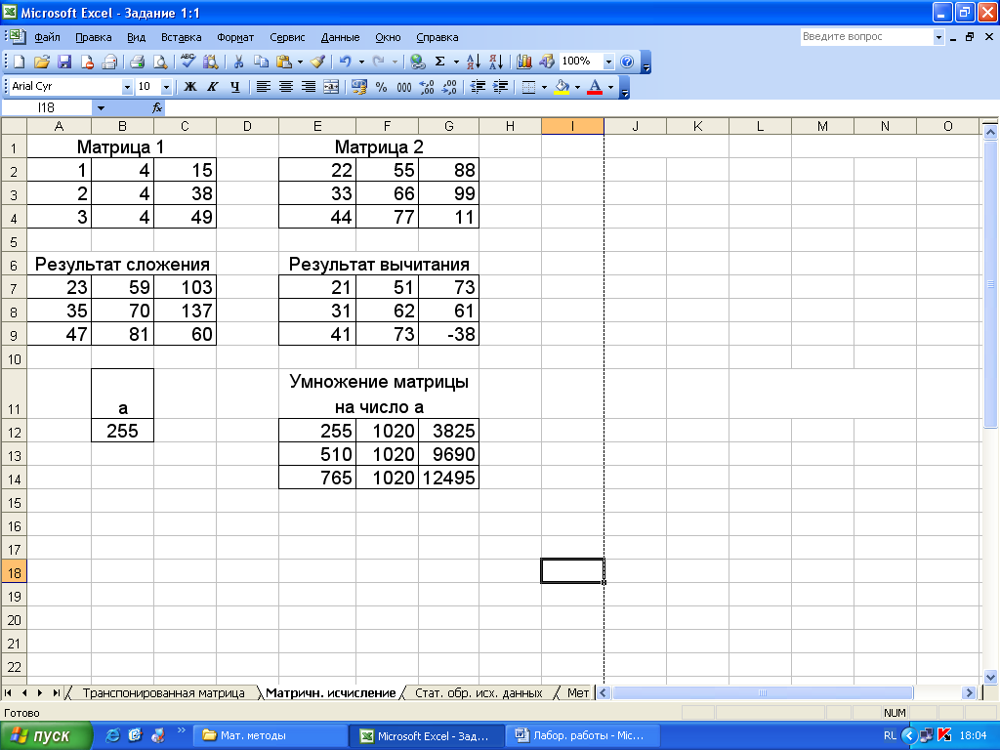 Microsoft Excel - Задание 1:1
Файл Правка Вид Вставка Формат Сервис Данные Окно Справка Введите вопрос
100%
Arial Cyr 10 Ж К Ч % 000
I18 fx
A B C D E F G H I J K L M N O
1 Матрица 1 Матрица 2
2 1 4 15 22 55 88
3 2 4 38 33 66 99
4 3 4 49 44 77 11
5
6 Результат сложения Результат вычитания
7 23 59 103 21 51 73
8 35 70 137 31 62 61
9 47 81 60 41 73 -38
10
Умножение матрицы
11 а на число а
12 255 255 1020 3825
13 510 1020 9690
14 765 1020 12495
15
16
17
18
19
20
21
22
Транспонированная матрица Матричн. исчисление Стат. обр. исх. данных Мет
Готово NUM
пуск Мат. методы Microsoft Excel - Зад... Лабор. работы - Mic... RL 18:04